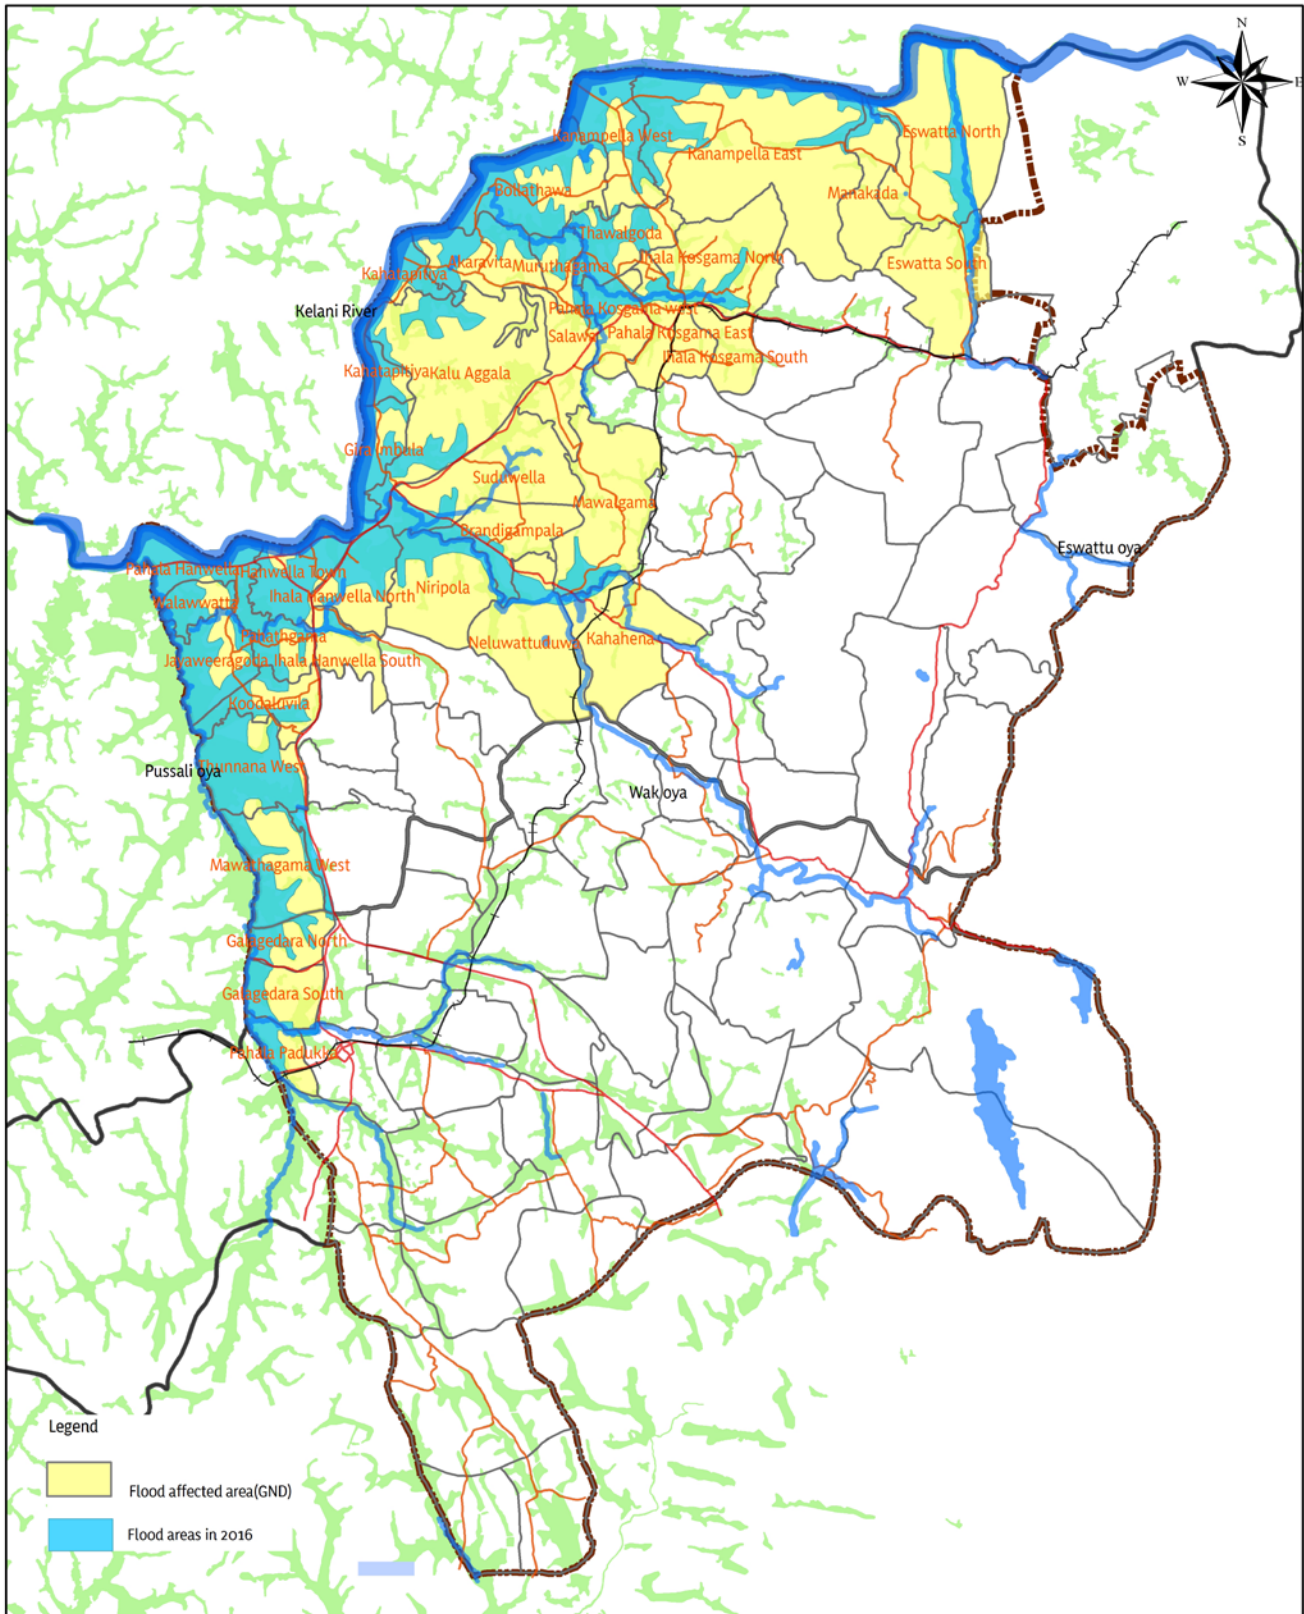 N
W
E
S
Kanampella West
Eswatta North
Kanampella East
Bollathawa
Manakada
Thawalgoda
Ihala Kosgama North
Akaravita
Muruthagama
Eswatta South
Kahatapitiya
Kelani River
Pahala Kosgama west
Salawa
Pahala Kosgama East
Ihala Kosgama South
Kahatapitiya
Kalu Aggala
Gira Imbula
Suduwella
Mawalgama
Brandigampala
Eswattu oya
Pahala Hanwella
Hanwella Town
Niripola
Walawwatta
Ihala Hanwella North
Pahathgama
Neluwattuduwa
Kahahena
Jayaweeragoda
Ihala Hanwella South
Koodaluvila
Thunnana West
Pussali oya
Wak oya
Mawathagama West
Galagedara North
Galagedara South
Pahala Padukka
Legend
Flood affected area(GND)
Flood areas in 2016